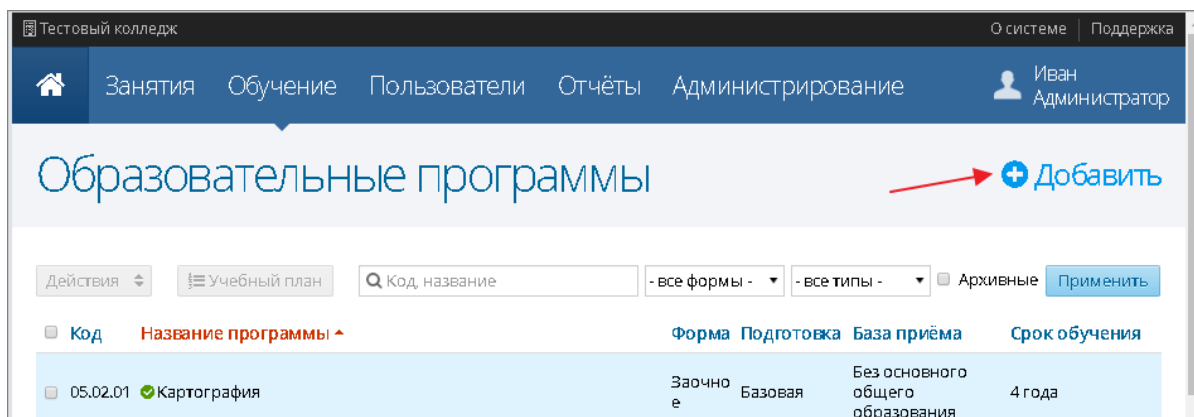 Тестовый колледж О системе Поддержка
Занятия Обучение Пользователи Отчёты Администрирование Иван
Администратор
Образовательные программы Добавить
Действия Учебный план Код, название - все формы - - все типы - Архивные Применить
Код Название программы Форма Подготовка База приёма Срок обучения
05.02.01 Картография Заочно
е Базовая Без основного
общего
образования 4 года